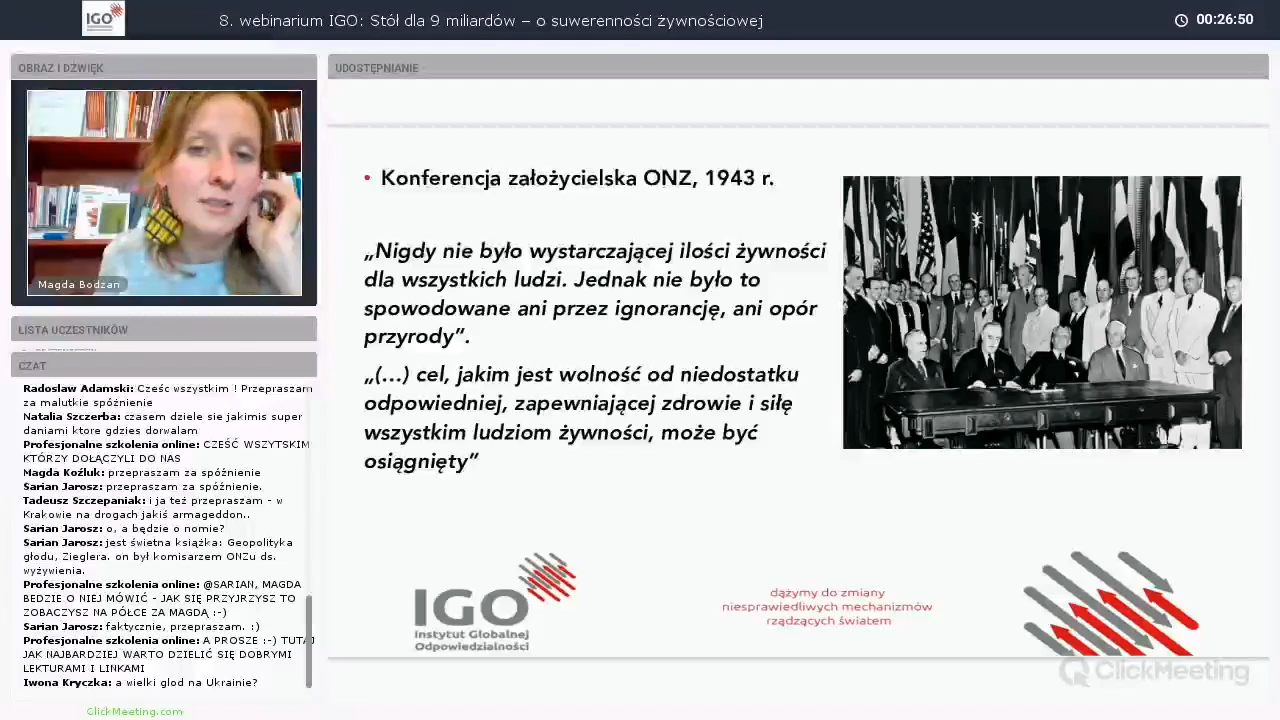 IGO
8. webinarium IGO: Stół dla 9 miliardów – o suwerenności żywnościowej
00:26:50
OBRAZ I DŹWIĘK
Magda Bodzan
LISTA UCZESTNIKÓW
CZAT
Radosław Adamski: Cześć wszystkim ! Przepraszam
za malutkie spóźnienie
Natalia Szczerba: czasem dziele sie jakimis super
daniami ktore gdzies dorwalam
Profesjonalne szkolenia online: CZEŚĆ WSZYTSKIM
KTÓRZY DOŁĄCZYLI DO NAS
Magda Koźluk: przepraszam za spóźnienie
Sarian Jarosz: przepraszam za spóźnienie.
Tadeusz Szczepaniak: i ja też przepraszam - w
Krakowie na drogach jakiś armageddon..
Sarian Jarosz: o, a będzie o nomie?
Sarian Jarosz: jest świetna książka: Geopolityka
głodu, Zieglera. on był komisarzem ONZu ds.
wyżywienia.
Profesjonalne szkolenia online: @SARIAN, MAGDA
BEDZIE O NIEJ MÓWIĆ - JAK SIĘ PRZYJRZYSZ TO
ZOBACZYSZ NA PÓŁCE ZA MAGDĄ :-)
Sarian Jarosz: faktycznie, przepraszam. :)
Profesjonalne szkolenia online: A PROSZE :-) TUTAJ
JAK NAJBARDZIEJ WARTO DZIELIĆ SIĘ DOBRYMI
LEKTURAMI I LINKAMI
Iwona Kryczka: a wielki glod na Ukrainie?
ClickMeeting.com
UDOSTĘPNIANIE
• Konferencja założycielska ONZ, 1943 r.
„Nigdy nie było wystarczającej ilości żywności
dla wszystkich ludzi. Jednak nie było to
spowodowane ani przez ignorancję, ani opór
przyrody”.
„(...) cel, jakim jest wolność od niedostatku
odpowiedniej, zapewniającej zdrowie i siłę
wszystkim ludziom żywności, może być
osiągnięty”
IGO
Instytut Globalnej
Odpowiedzialności
dążymy do zmiany
niesprawiedliwych mechanizmów
rządzących światem
ClickMeeting